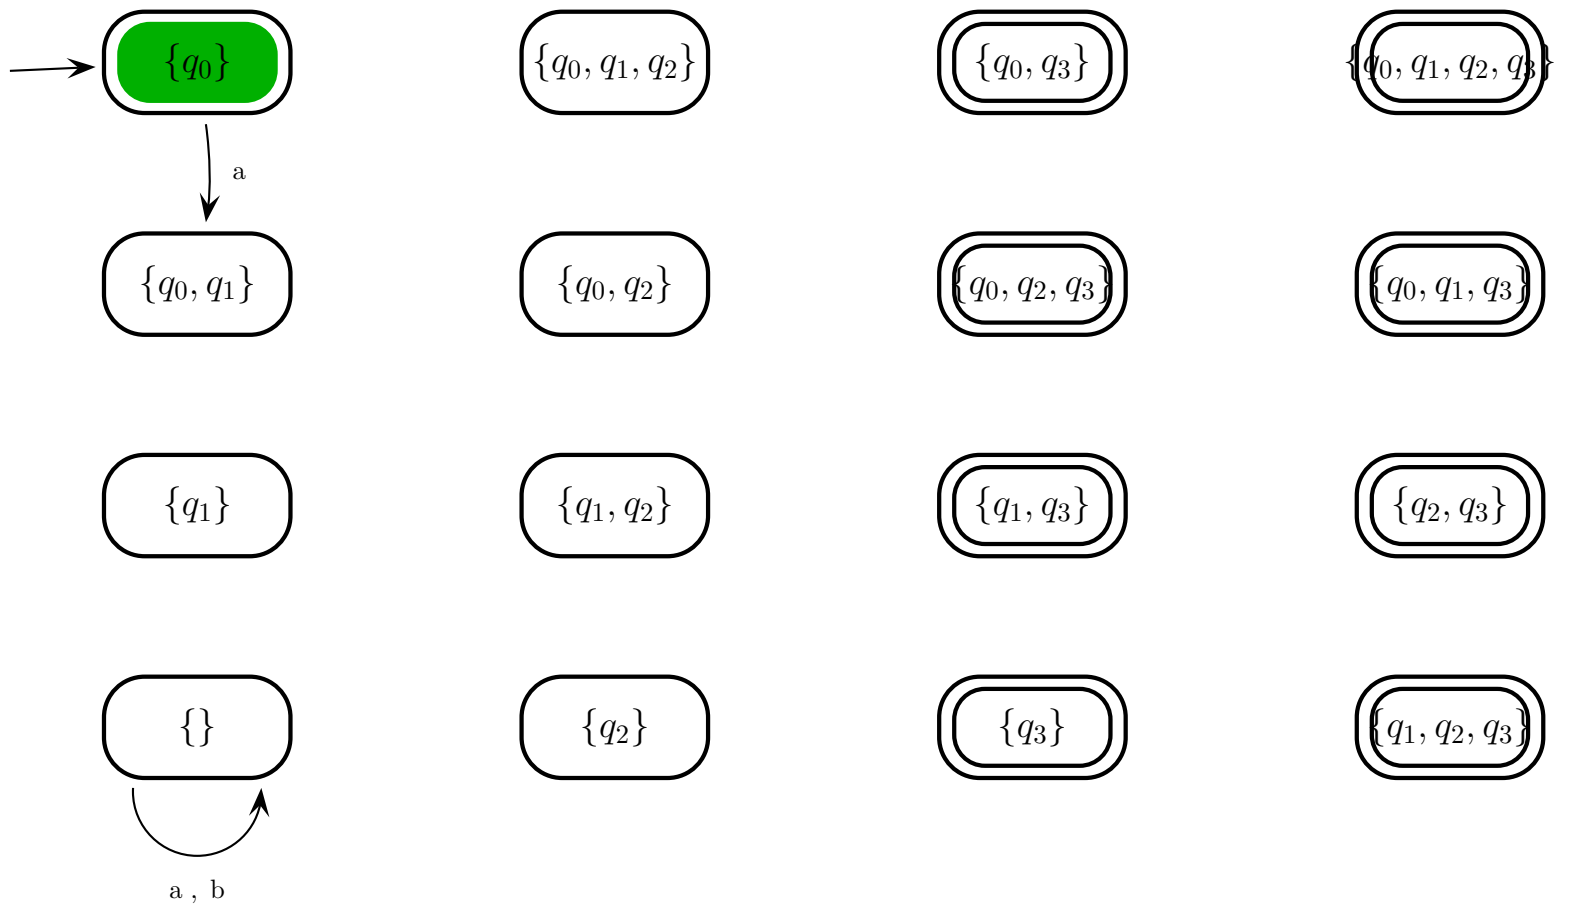 {q₀} {q₀, q₁, q₂} {q₀, q₃} {q₀, q₁, q₂, q₃}
a
{q₀, q₁} {q₀, q₂} {q₀, q₂, q₃} {q₀, q₁, q₃}
{q₁} {q₁, q₂} {q₁, q₃} {q₂, q₃}
{} {q₂} {q₃} {q₁, q₂, q₃}
a , b